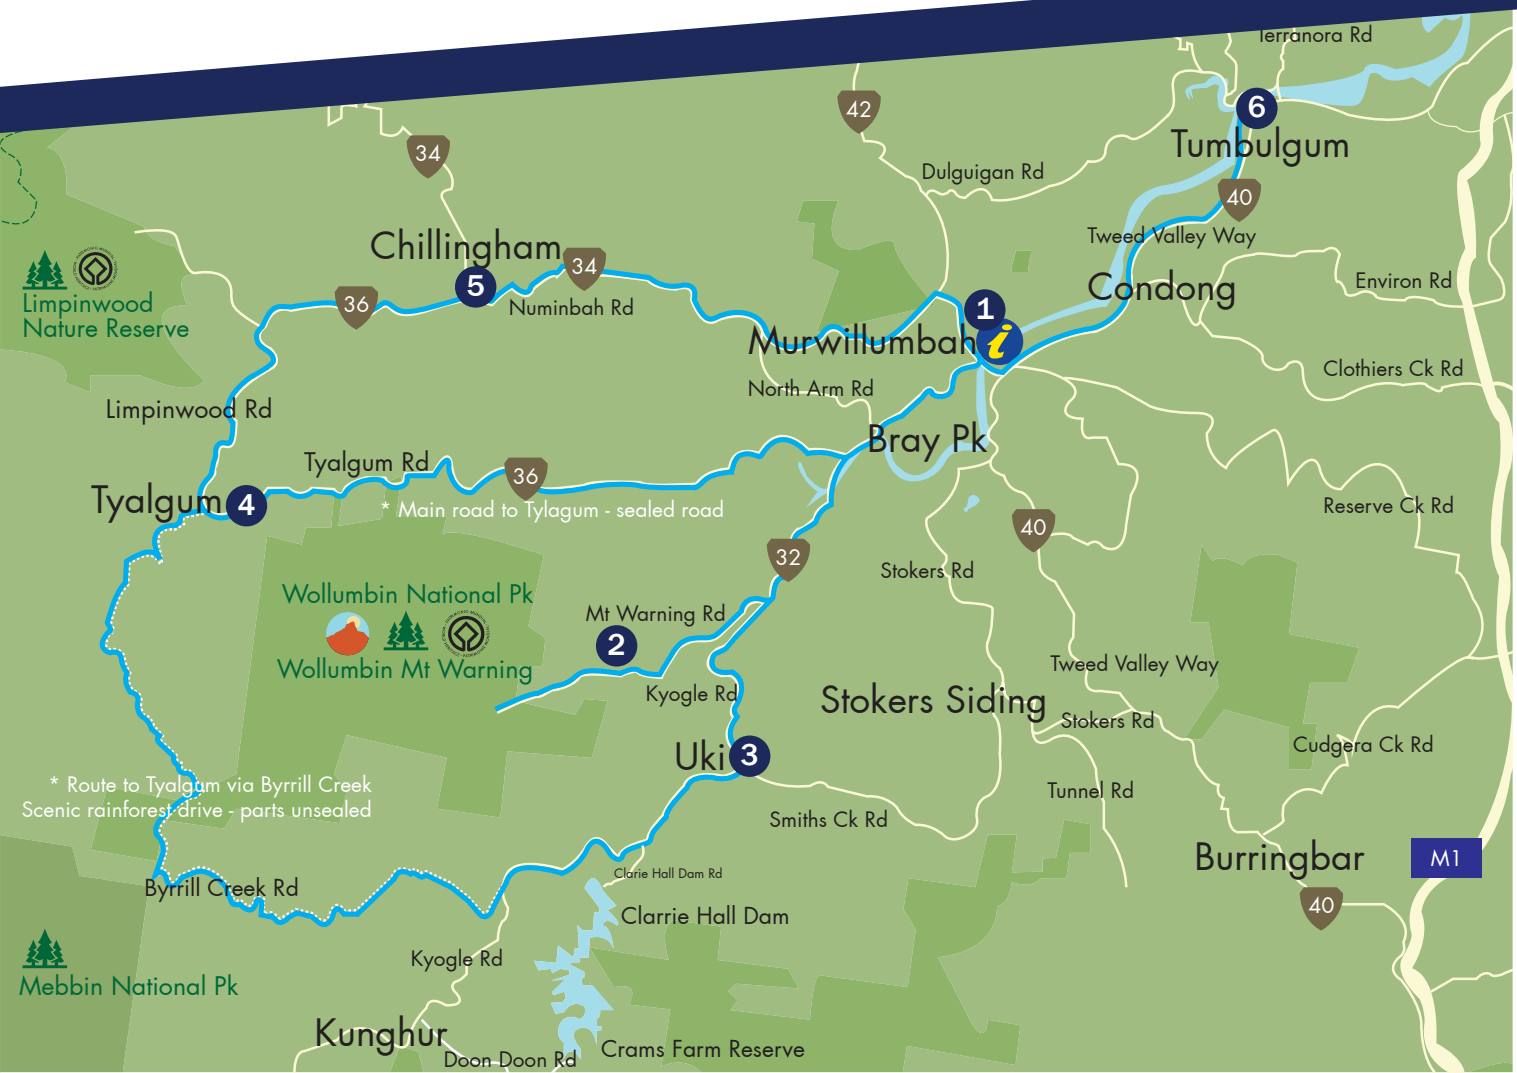 Terranora Rd
6
Tumbulgum
42
34
Dulguigan Rd
40
Tweed Valley Way
Chillingham
34
5
36
Numinbah Rd
Limpinwood
Nature Reserve
Condong
Environ Rd
1
Murwillumbah
i
Clothiers Ck Rd
North Arm Rd
Limpinwood Rd
Bray Pk
Tyalgum Rd
36
Tyalgum
4
* Main road to Tylagum - sealed road
Reserve Ck Rd
40
32
Stokers Rd
Wollumbin National Pk
Wollumbin Mt Warning
Mt Warning Rd
2
Kyogle Rd
Tweed Valley Way
Stokers Siding
Stokers Rd
Uki
3
Cudgera Ck Rd
* Route to Tyalgum via Byrrill Creek
Scenic rainforest drive - parts unsealed
Tunnel Rd
Smiths Ck Rd
Burringbar
M1
Clarie Hall Dam Rd
Byrrill Creek Rd
40
Clarrie Hall Dam
Kyogle Rd
Mebbin National Pk
Kunghur
Doon Doon Rd
Crams Farm Reserve